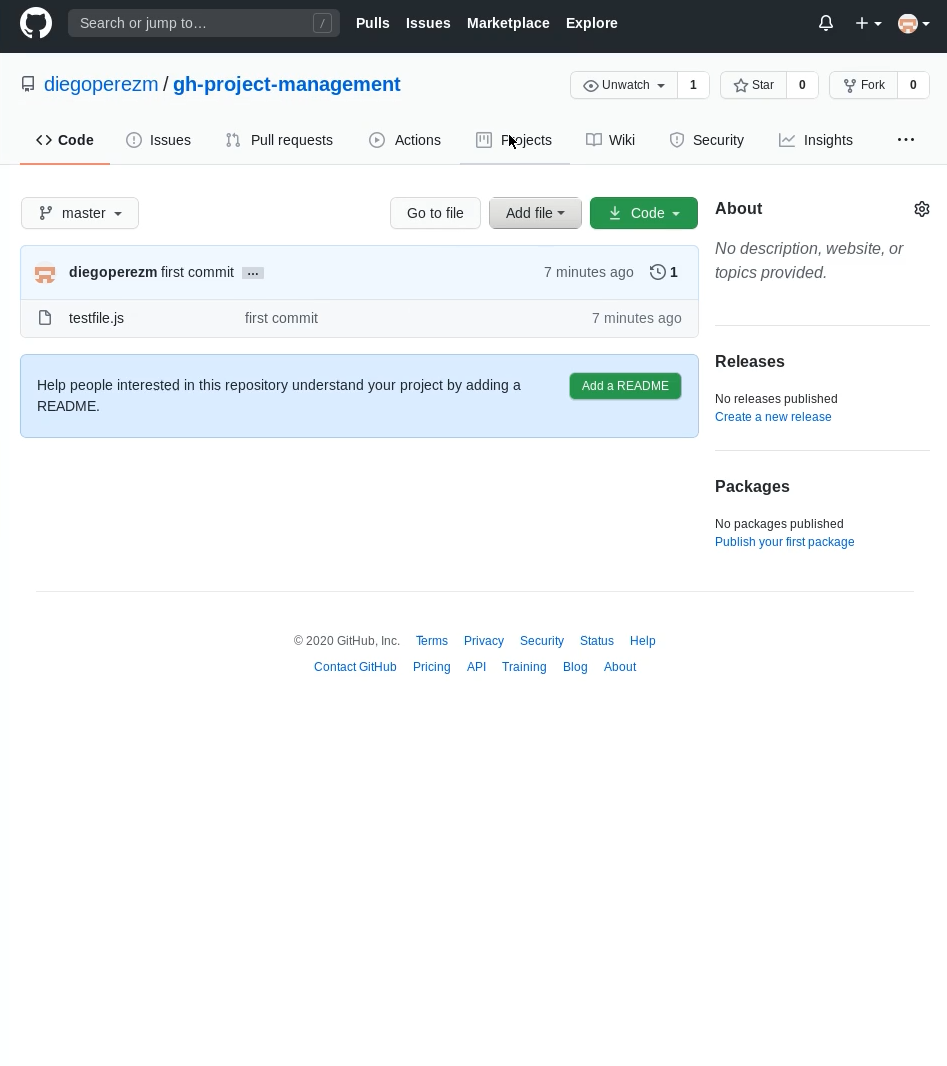 Search or jump to… / Pulls Issues Marketplace Explore
diegoperezm / gh-project-management Unwatch 1 Star 0 Fork 0
Code Issues Pull requests Actions Projects Wiki Security Insights ...
master Go to file Add file Code About
No description, website, or
topics provided.
diegoperezm first commit ... 7 minutes ago 1
testfile.js first commit 7 minutes ago
Help people interested in this repository understand your project by adding a
README.
Add a README
Releases
No releases published
Create a new release
Packages
No packages published
Publish your first package
© 2020 GitHub, Inc. Terms Privacy Security Status Help
Contact GitHub Pricing API Training Blog About